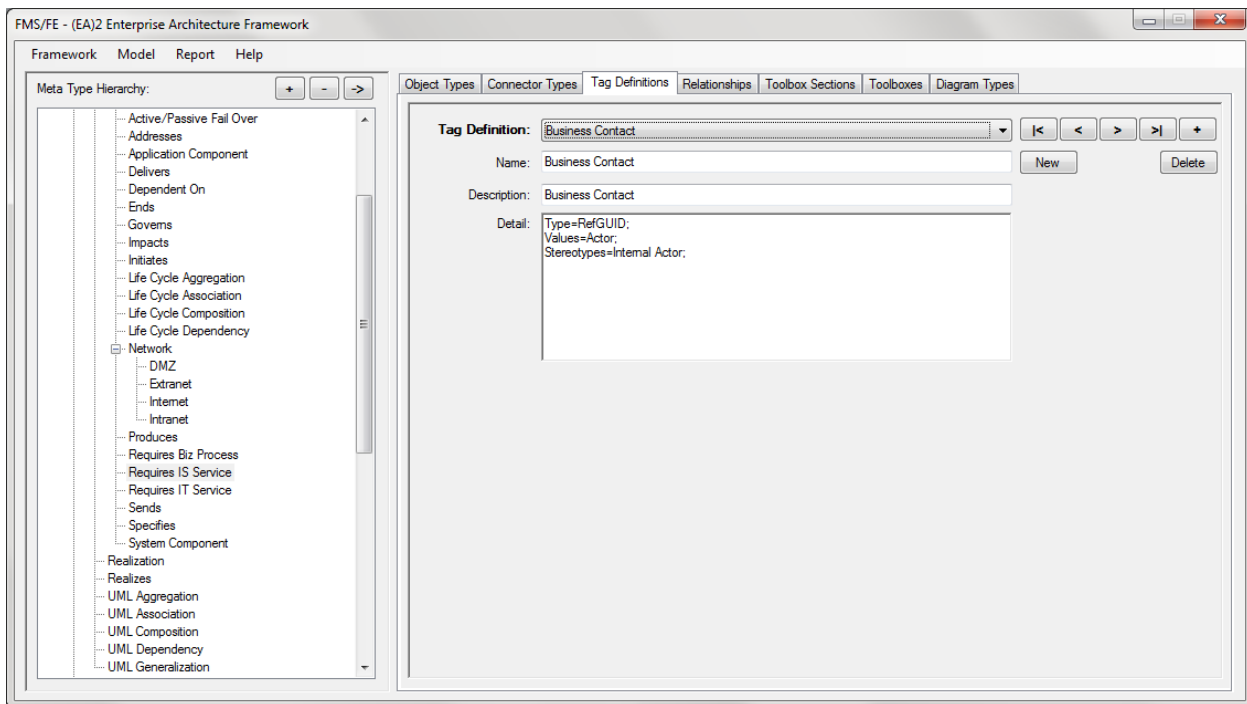 FMS/FE - (EA)2 Enterprise Architecture Framework
Framework Model Report Help
Meta Type Hierarchy:
+ - ->
Active/Passive Fail Over
Addresses
Application Component
Delivers
Dependent On
Ends
Governs
Impacts
Initiates
Life Cycle Aggregation
Life Cycle Association
Life Cycle Composition
Life Cycle Dependency
Network
DMZ
Extranet
Internet
Intranet
Produces
Requires Biz Process
Requires IS Service
Requires IT Service
Sends
Specifies
System Component
Realization
Realizes
UML Aggregation
UML Association
UML Composition
UML Dependency
UML Generalization
Object Types Connector Types Tag Definitions Relationships Toolbox Sections Toolboxes Diagram Types
Tag Definition: Business Contact |< < > >| +
Name: Business Contact New Delete
Description: Business Contact
Detail: Type=RefGUID;
Values=Actor;
Stereotypes=Internal Actor;